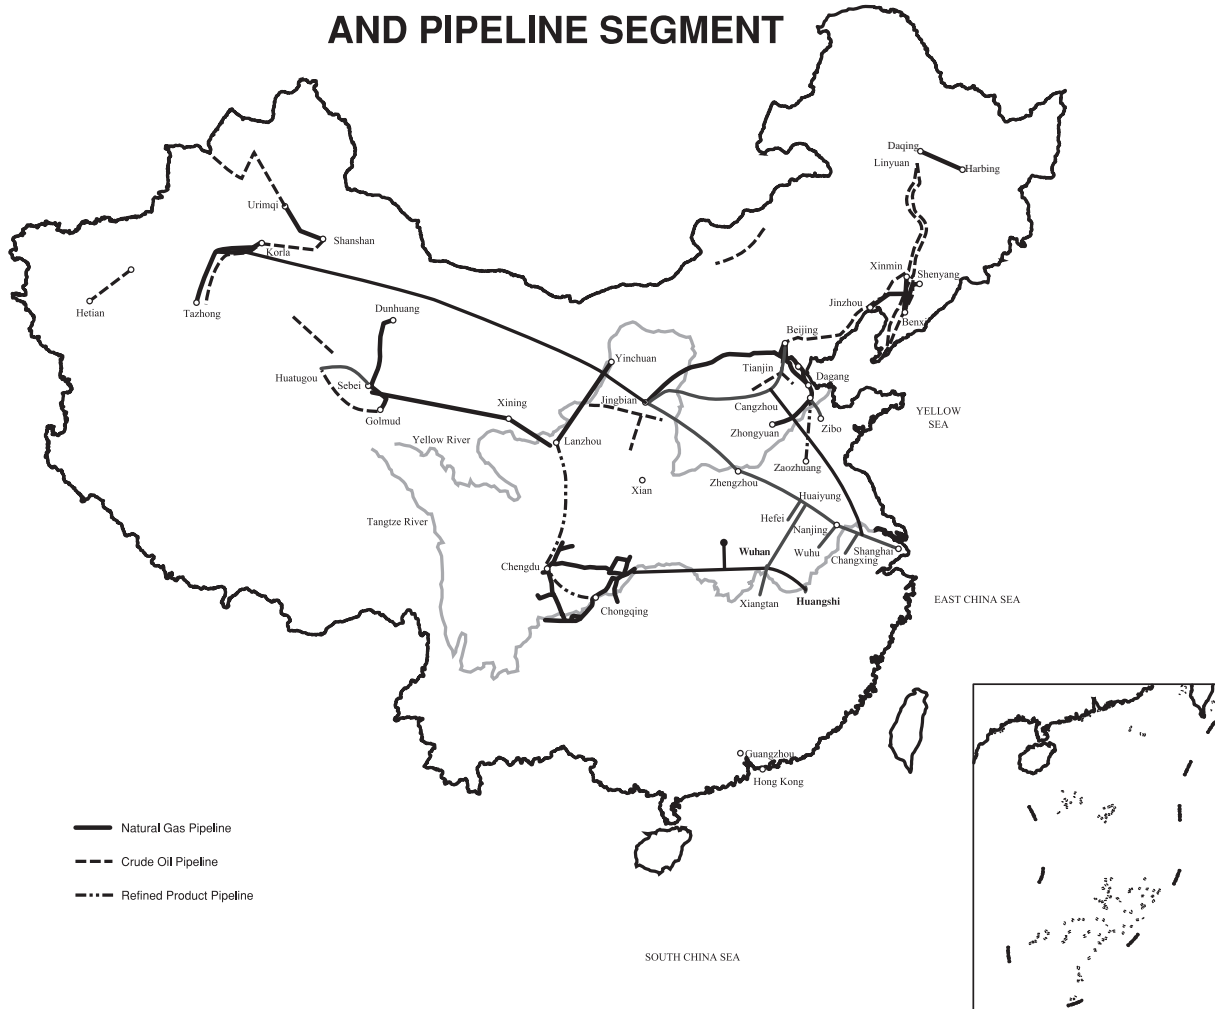 AND PIPELINE SEGMENT
Daqing
Linyuan
Harbing
Urimqi
Shanshan
Korla
Xinmin
Shenyang
Hetian
Tazhong
Dunhuang
Jinzhou
Benxi
Beijing
Yinchuan
Tianjin
Dagang
Huatugou
Sebei
Xining
Jingbian
Cangzhou
YELLOW
SEA
Golmud
Zhongyuan
Zibo
Yellow River
Lanzhou
Zaozhuang
Zhengzhou
Xian
Huaiyung
Tangtze River
Hefei
Nanjing
Wuhan
Wuhu
Shanghai
Changxing
Chengdu
Xiangtan
Huangshi
EAST CHINA SEA
Chongqing
Guangzhou
Hong Kong
Natural Gas Pipeline
Crude Oil Pipeline
Refined Product Pipeline
SOUTH CHINA SEA